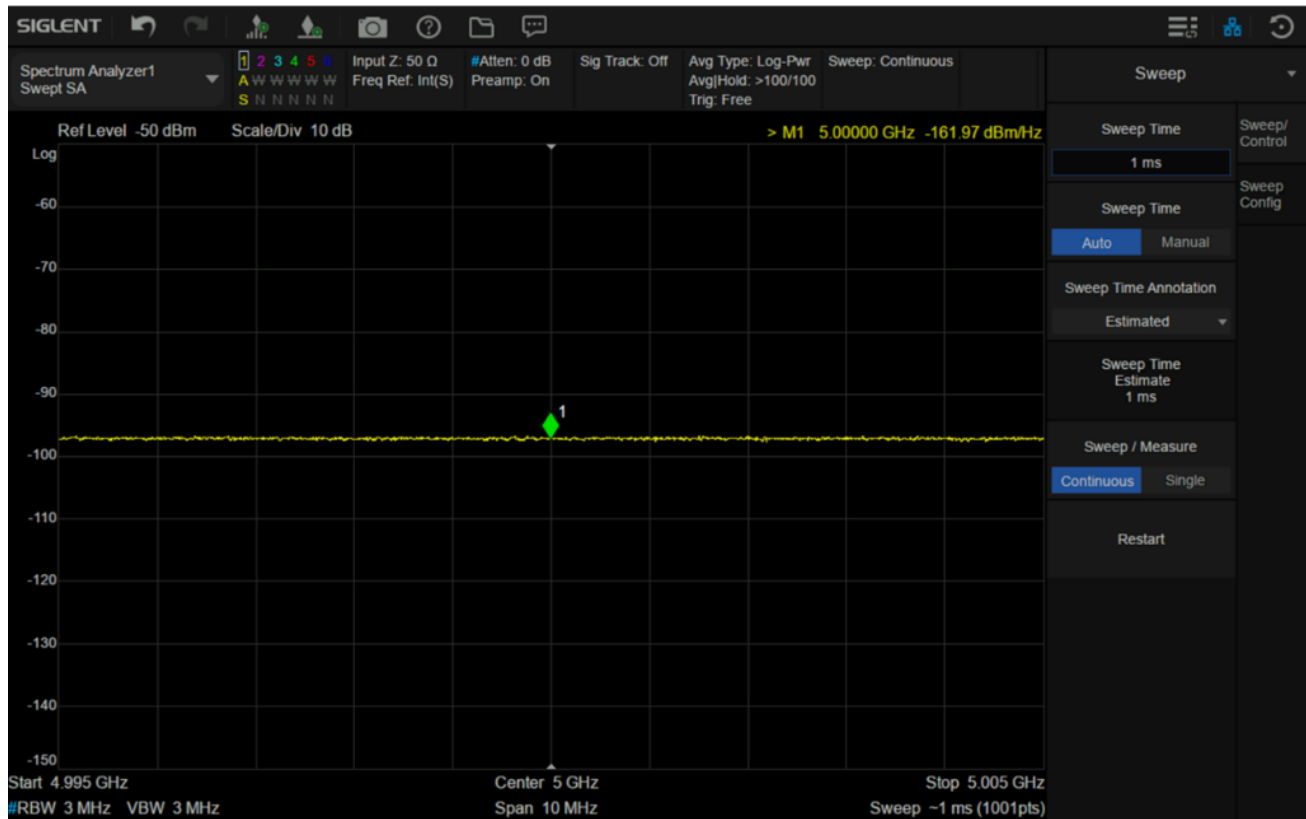 SIGLENT
Spectrum Analyzer1
Swept SA
1 2 3 4 5 6
A W W W W W
S N N N N N
Input Z: 50 Ω
Freq Ref: Int(S)
#Atten: 0 dB
Preamp: On
Sig Track: Off
Avg Type: Log-Pwr
Avg|Hold: >100/100
Trig: Free
Sweep: Continuous
Ref Level -50 dBm
Scale/Div 10 dB
> M1 5.00000 GHz -161.97 dBm/Hz
Log
-60
-70
-80
-90
-100
-110
-120
-130
-140
-150
1
Start 4.995 GHz
Center 5 GHz
Stop 5.005 GHz
#RBW 3 MHz VBW 3 MHz
Span 10 MHz
Sweep ~1 ms (1001pts)
Sweep
Sweep Time
1 ms
Sweep Time
Auto Manual
Sweep Time Annotation
Estimated
Sweep Time
Estimate
1 ms
Sweep / Measure
Continuous Single
Restart
Sweep/
Control
Sweep
Config